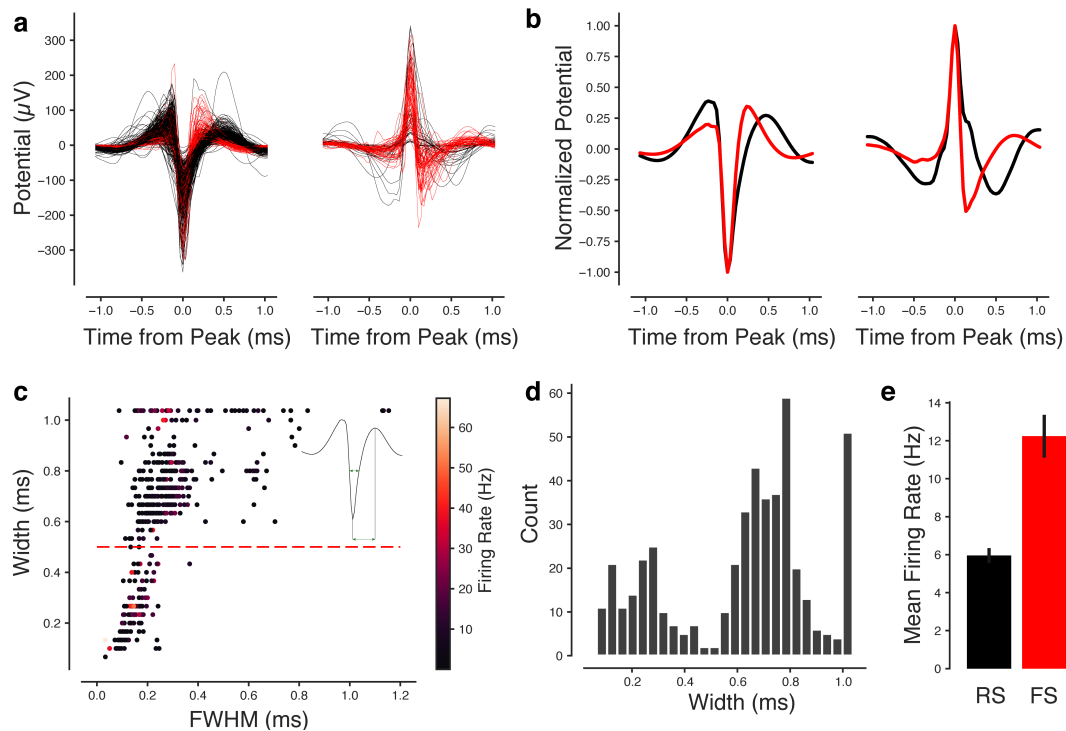 a
Potential (µV)
300
200
100
0
−100
−200
−300
−1.0 −0.5 0.0 0.5 1.0
−1.0 −0.5 0.0 0.5 1.0
Time from Peak (ms)
Time from Peak (ms)
b
Normalized Potential
1.00
0.75
0.50
0.25
0.00
−0.25
−0.50
−0.75
−1.00
−1.0 −0.5 0.0 0.5 1.0
−1.0 −0.5 0.0 0.5 1.0
Time from Peak (ms)
Time from Peak (ms)
c
Width (ms)
1.0
0.8
0.6
0.4
0.2
0.0 0.2 0.4 0.6 0.8 1.0 1.2
FWHM (ms)
60
50
40
30
20
10
Firing Rate (Hz)
d
Count
60
50
40
30
20
10
0
0.2 0.4 0.6 0.8 1.0
Width (ms)
e
Mean Firing Rate (Hz)
14
12
10
8
6
4
2
0
RS FS